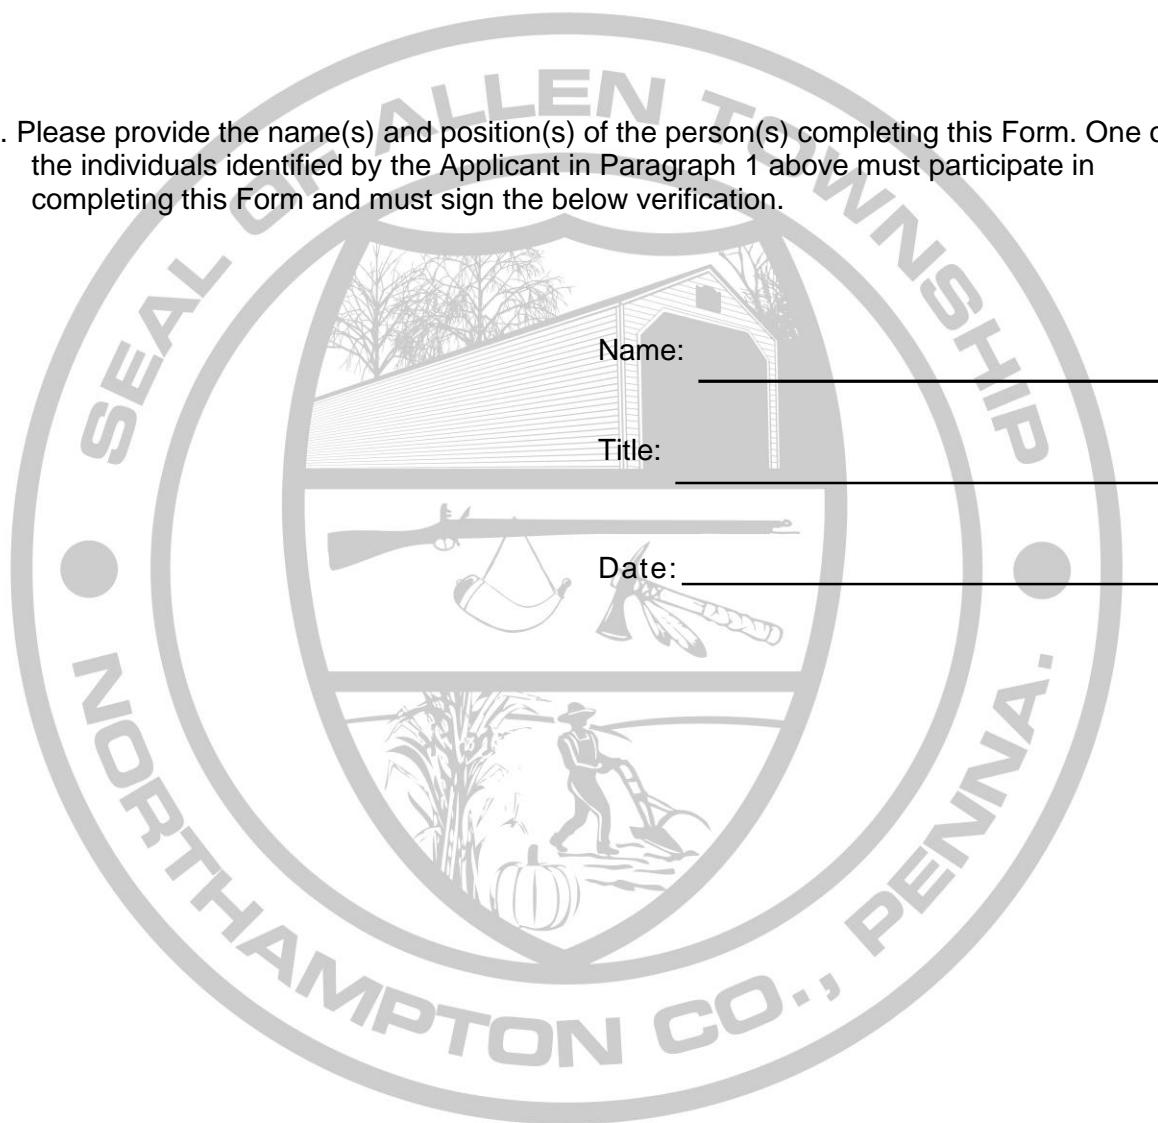 . Please provide the name(s) and position(s) of the person(s) completing this Form. One
the individuals identified by the Applicant in Paragraph 1 above must participate in
completing this Form and must sign the below verification.
Name:
Title:
Date:
SEAL OF ALLEN TOWNSHIP
NORTHAMPTON CO., PENNA.